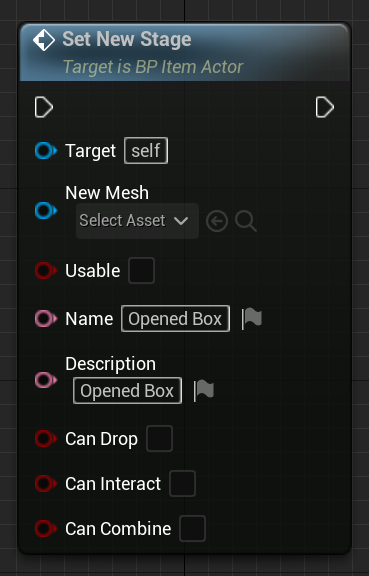 Set New Stage
Target is BP Item Actor
Target self
New Mesh
Select Asset
Usable
Name Opened Box
Description
Opened Box
Can Drop
Can Interact
Can Combine